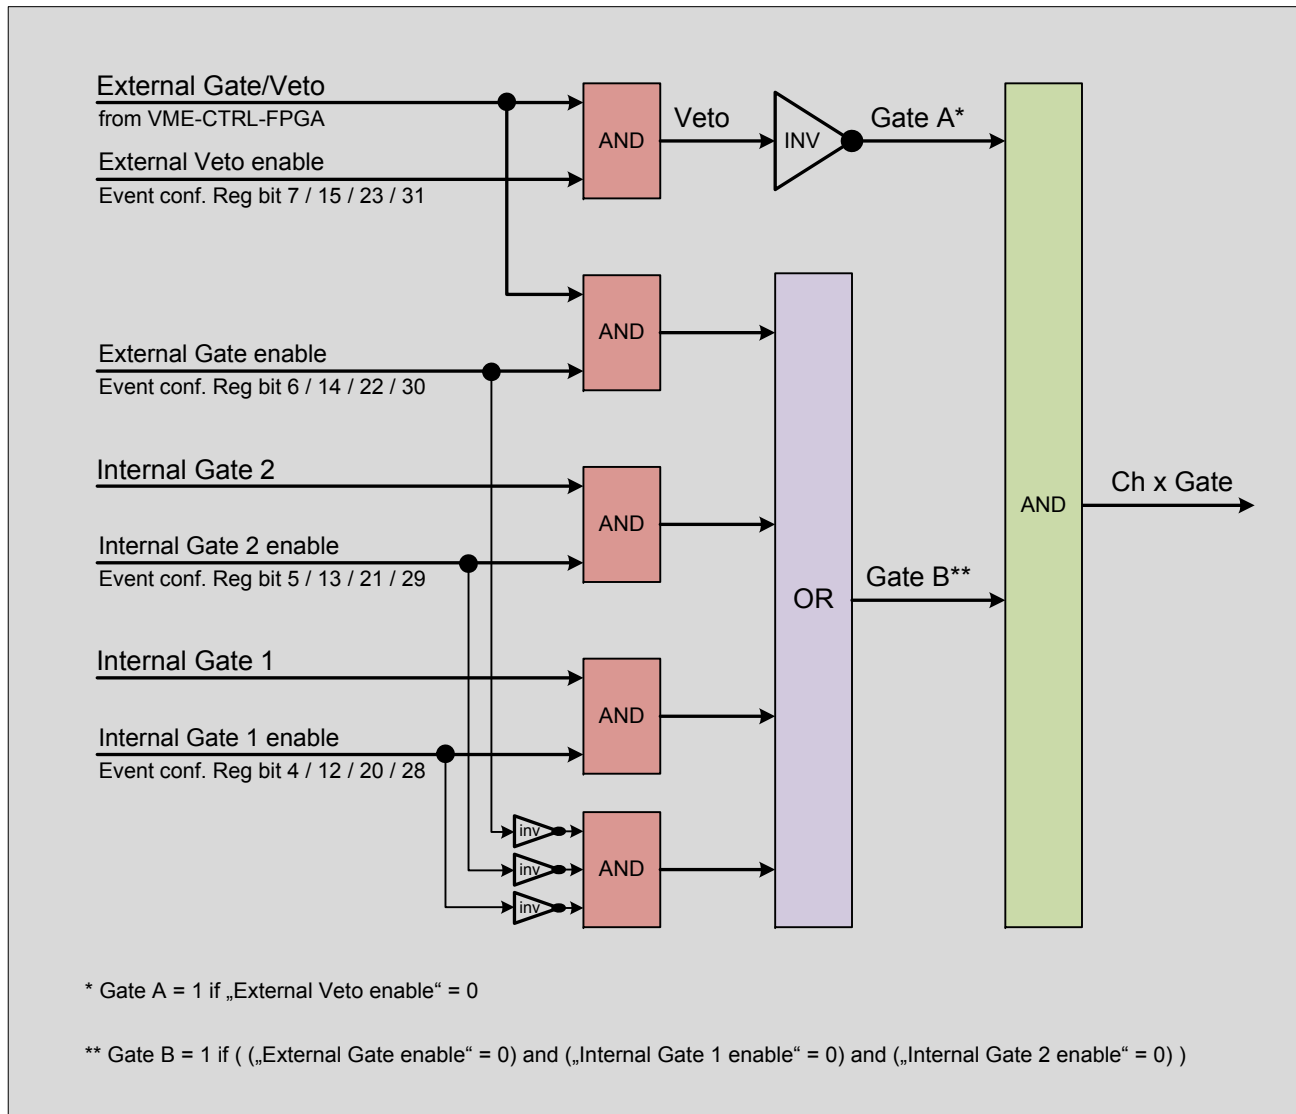 External Gate/Veto
from VME-CTRL-FPGA
External Veto enable
Event conf. Reg bit 7 / 15 / 23 / 31
AND
Veto
INV
Gate A*
External Gate enable
Event conf. Reg bit 6 / 14 / 22 / 30
AND
Internal Gate 2
Internal Gate 2 enable
Event conf. Reg bit 5 / 13 / 21 / 29
AND
Internal Gate 1
Internal Gate 1 enable
Event conf. Reg bit 4 / 12 / 20 / 28
AND
inv
inv
inv
AND
OR
Gate B**
AND
Ch x Gate
* Gate A = 1 if „External Veto enable“ = 0
** Gate B = 1 if ( („External Gate enable“ = 0) and („Internal Gate 1 enable“ = 0) and („Internal Gate 2 enable“ = 0) )